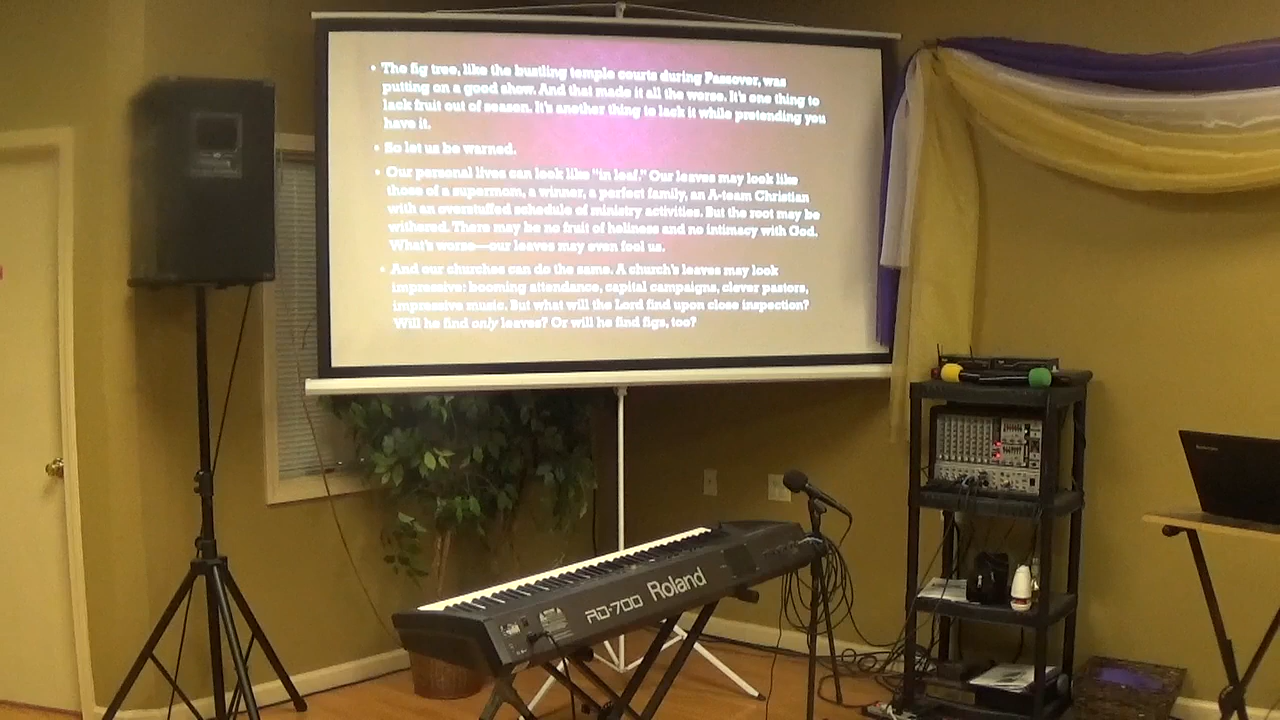 • The fig tree, like the bustling temple courts during Passover, was
putting on a good show. And that made it all the worse. It's one thing to
lack fruit out of season. It's another thing to lack it while pretending you
have it.
• So let us be warned.
• Our personal lives can look like "in leaf." Our leaves may look like
those of a supermom, a winner, a perfect family, an A-team Christian
with an overstuffed schedule of ministry activities. But the root may be
withered. There may be no fruit of holiness and no intimacy with God.
What's worse—our leaves may even fool us.
• And our churches can do the same. A church's leaves may look
impressive: booming attendance, capital campaigns, clever pastors,
impressive music. But what will the Lord find upon close inspection?
Will he find only leaves? Or will he find figs, too?
RD-700 Roland